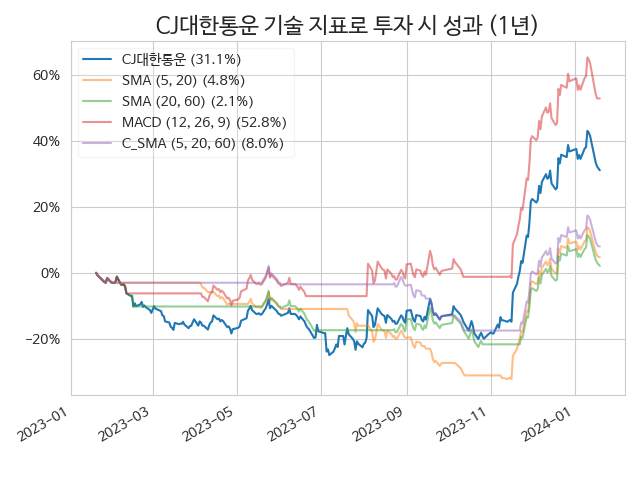 CJ대한통운 기술 지표로 투자 시 성과 (1년)
CJ대한통운 (31.1%)
SMA (5, 20) (4.8%)
SMA (20, 60) (2.1%)
MACD (12, 26, 9) (52.8%)
C_SMA (5, 20, 60) (8.0%)
60%
40%
20%
0%
−20%
2023-01
2023-03
2023-05
2023-07
2023-09
2023-11
2024-01